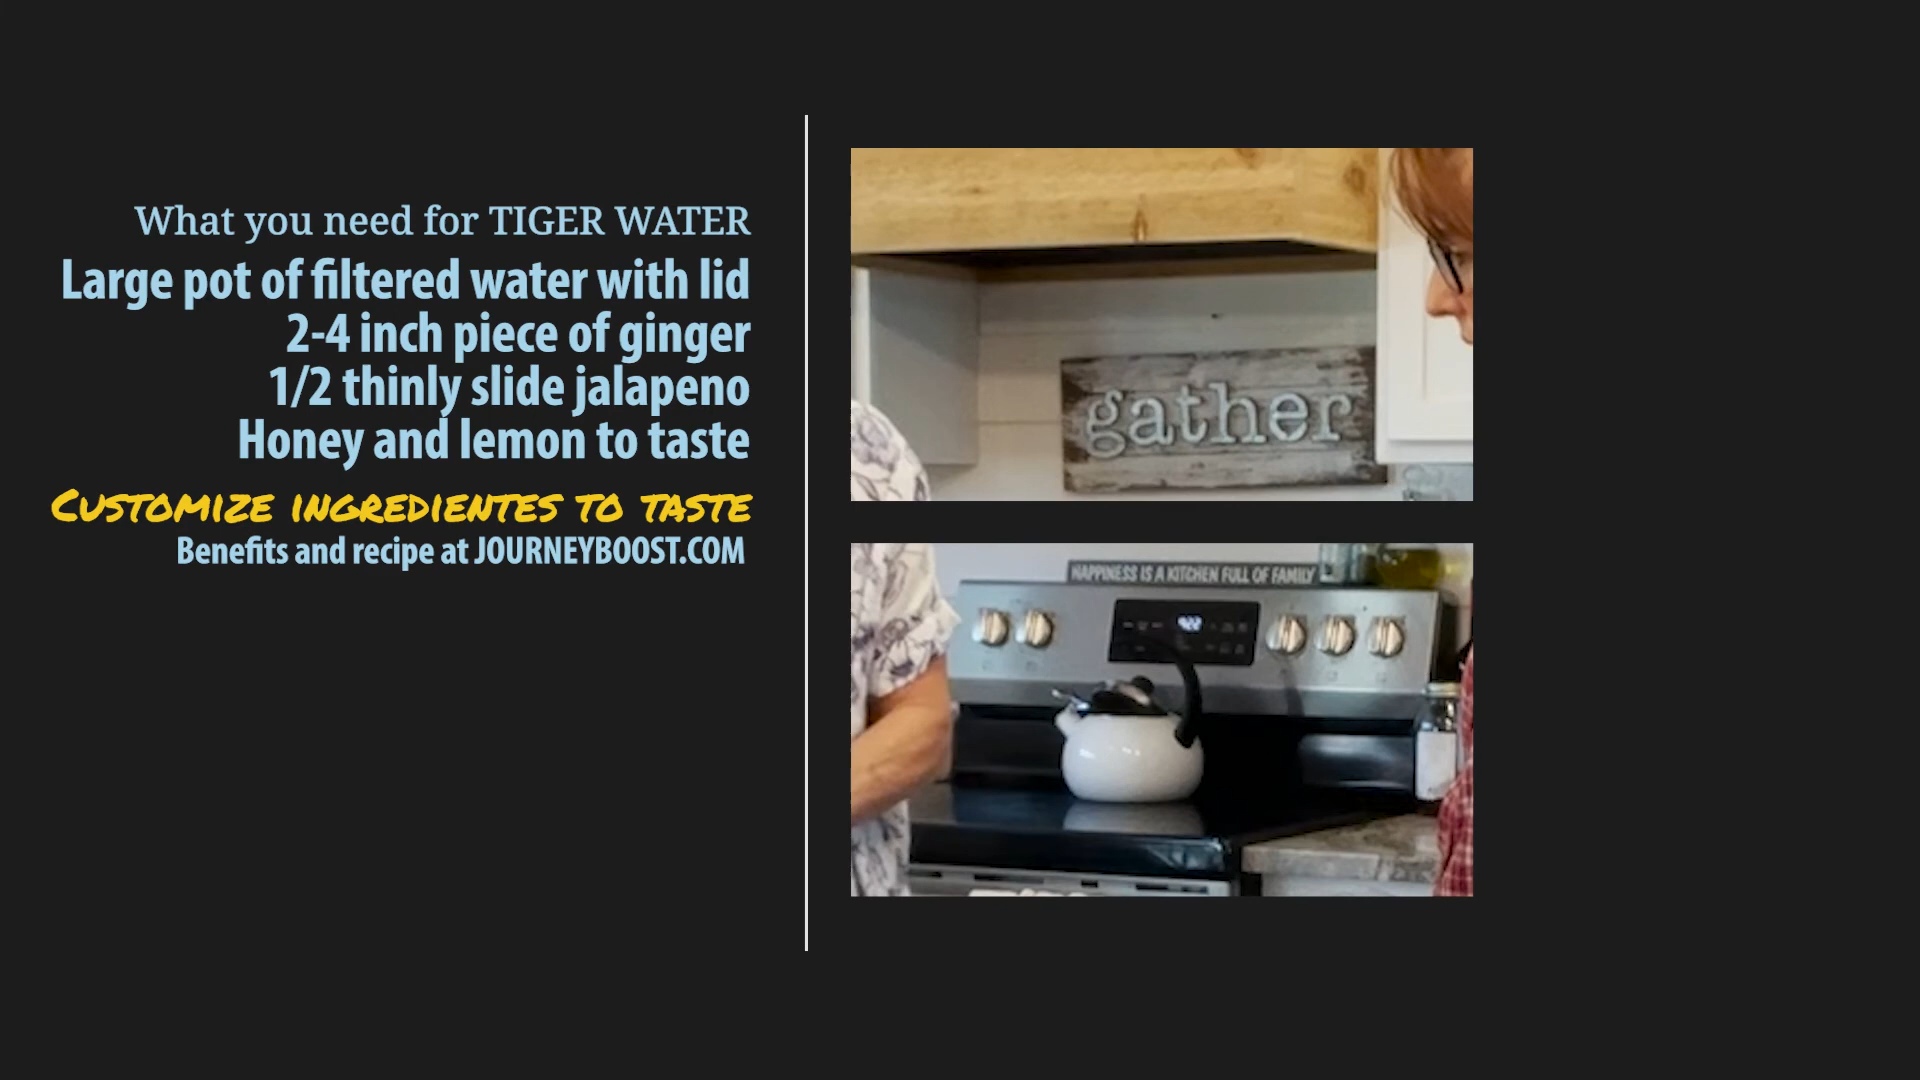 What you need for TIGER WATER
Large pot of filtered water with lid
2-4 inch piece of ginger
1/2 thinly slide jalapeno
Honey and lemon to taste
CUSTOMIZE INGREDIENTES TO TASTE
Benefits and recipe at JOURNEYBOOST.COM
gather
HAPPINESS IS A KITCHEN FULL OF FAMILY
4:22